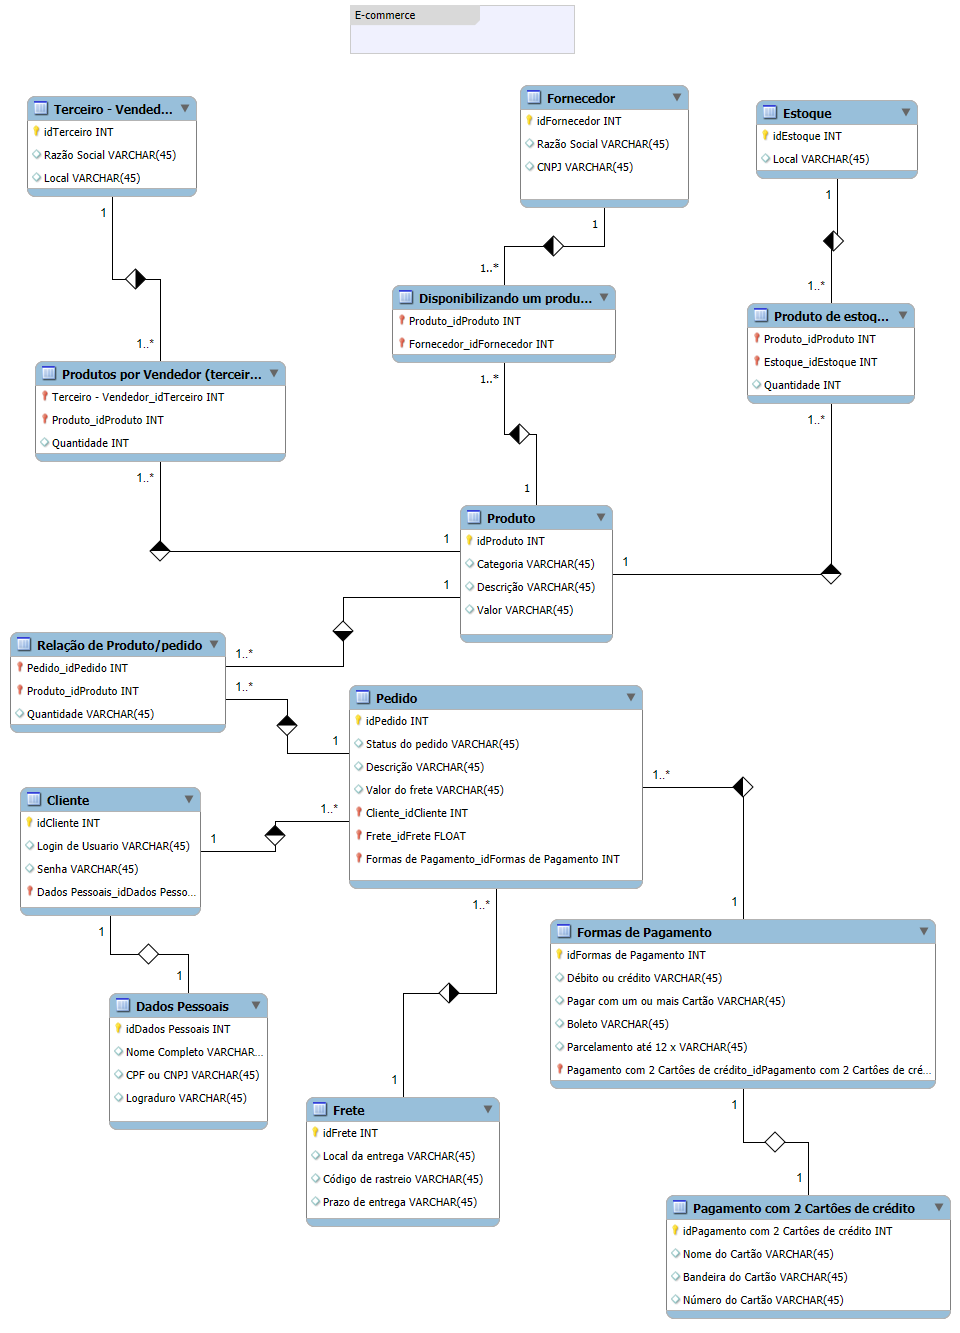 E-commerce
Terceiro - Vended...
idTerceiro INT
Razão Social VARCHAR(45)
Local VARCHAR(45)
1
1..*
Fornecedor
idFornecedor INT
Razão Social VARCHAR(45)
CNPJ VARCHAR(45)
1
1..*
Estoque
idEstoque INT
Local VARCHAR(45)
1
1..*
Disponibilizando um produ...
Produto_idProduto INT
Fornecedor_idFornecedor INT
1..*
1
Produto de estoq...
Produto_idProduto INT
Estoque_idEstoque INT
Quantidade INT
1..*
1
Produtos por Vendedor (terceir...
Terceiro - Vendedor_idTerceiro INT
Produto_idProduto INT
Quantidade INT
1..*
1
Produto
idProduto INT
Categoria VARCHAR(45)
Descrição VARCHAR(45)
Valor VARCHAR(45)
1
1..*
Relação de Produto/pedido
Pedido_idPedido INT
Produto_idProduto INT
Quantidade VARCHAR(45)
1..*
1
Pedido
idPedido INT
Status do pedido VARCHAR(45)
Descrição VARCHAR(45)
Valor do frete VARCHAR(45)
Cliente_idCliente INT
Frete_idFrete FLOAT
Formas de Pagamento_idFormas de Pagamento INT
1..*
1
Cliente
idCliente INT
Login de Usuario VARCHAR(45)
Senha VARCHAR(45)
Dados Pessoais_idDados Pesso...
1
1..*
1
1
Dados Pessoais
idDados Pessoais INT
Nome Completo VARCHAR...
CPF ou CNPJ VARCHAR(45)
Lograduro VARCHAR(45)
1..*
1
Frete
idFrete INT
Local da entrega VARCHAR(45)
Código de rastreio VARCHAR(45)
Prazo de entrega VARCHAR(45)
Formas de Pagamento
idFormas de Pagamento INT
Débito ou crédito VARCHAR(45)
Pagar com um ou mais Cartão VARCHAR(45)
Boleto VARCHAR(45)
Parcelamento até 12 x VARCHAR(45)
Pagamento com 2 Cartôes de crédito_idPagamento com 2 Cartôes de cré...
1
1
Pagamento com 2 Cartôes de crédito
idPagamento com 2 Cartôes de crédito INT
Nome do Cartão VARCHAR(45)
Bandeira do Cartão VARCHAR(45)
Número do Cartão VARCHAR(45)